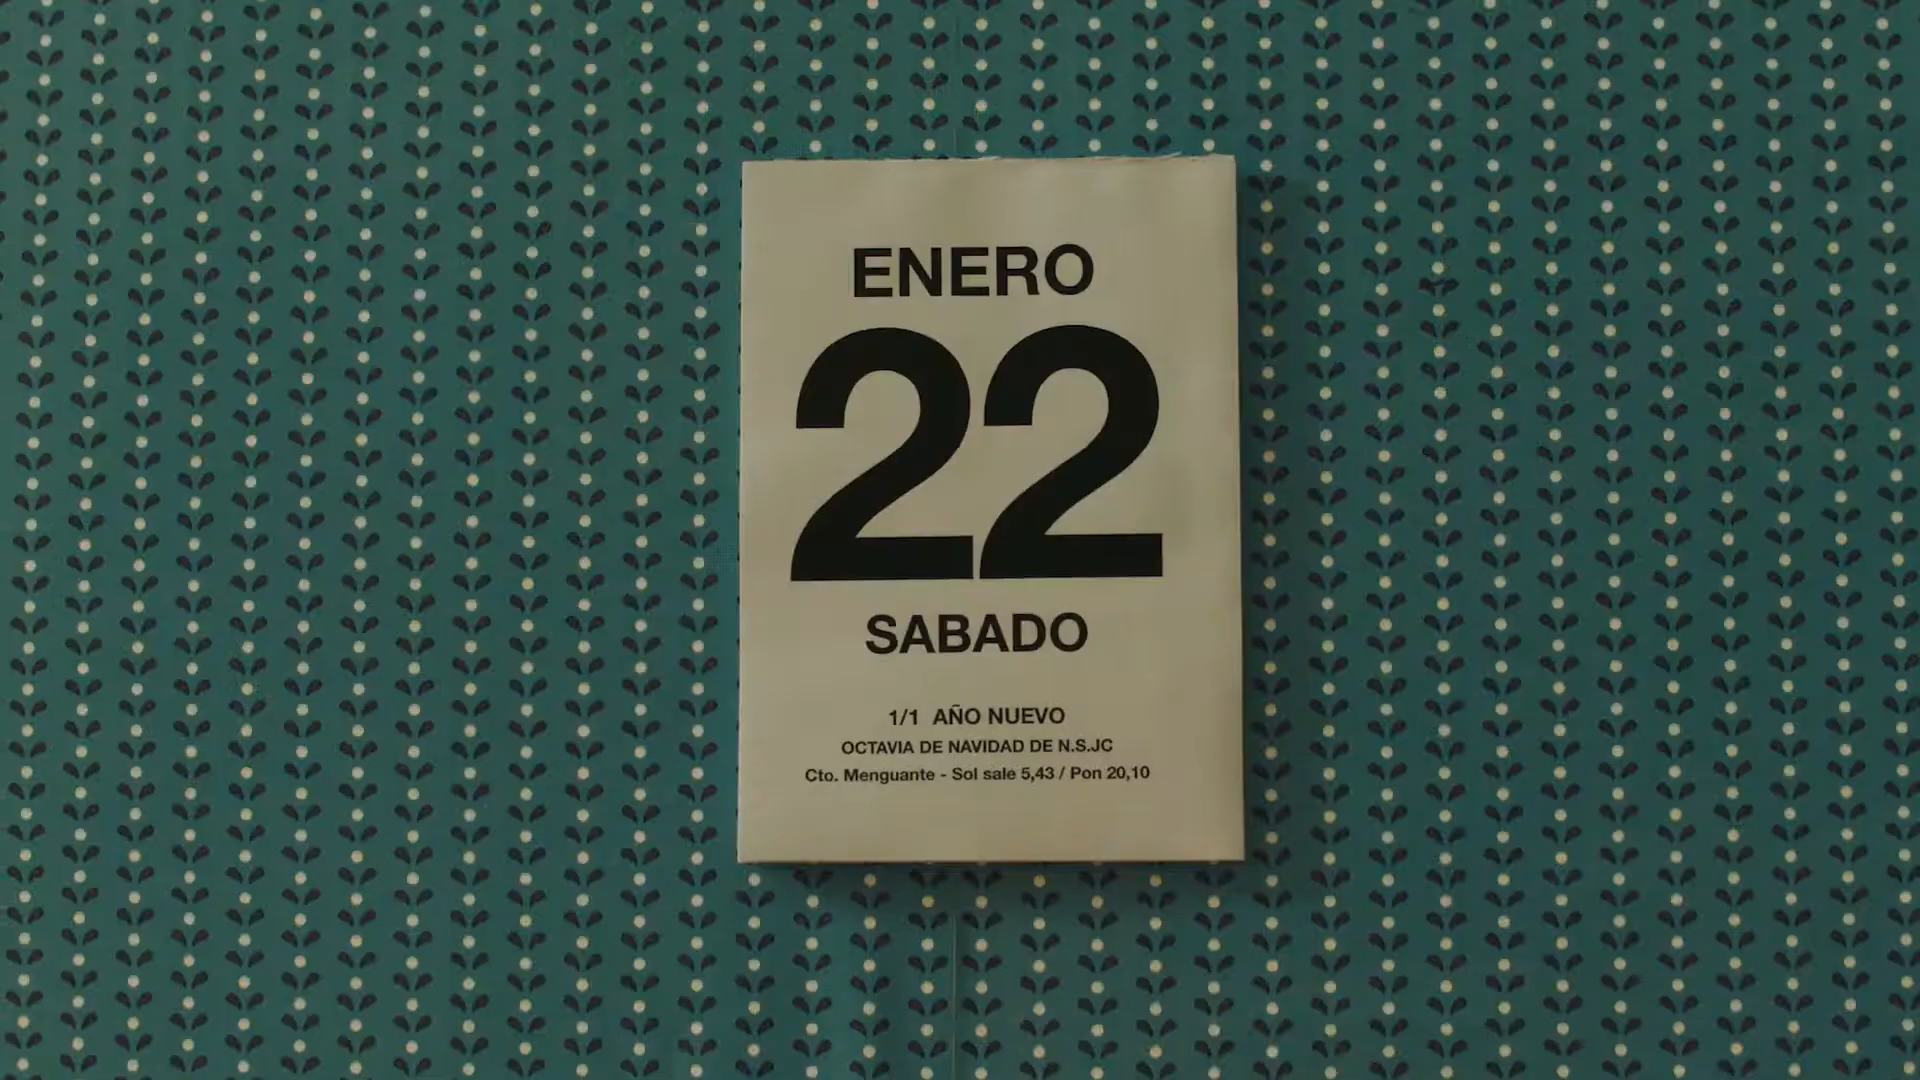 ENERO
22
SABADO
1/1 AÑO NUEVO
OCTAVIA DE NAVIDAD DE N.S.JC
Cto. Menguante - Sol sale 5,43 / Pon 20,10